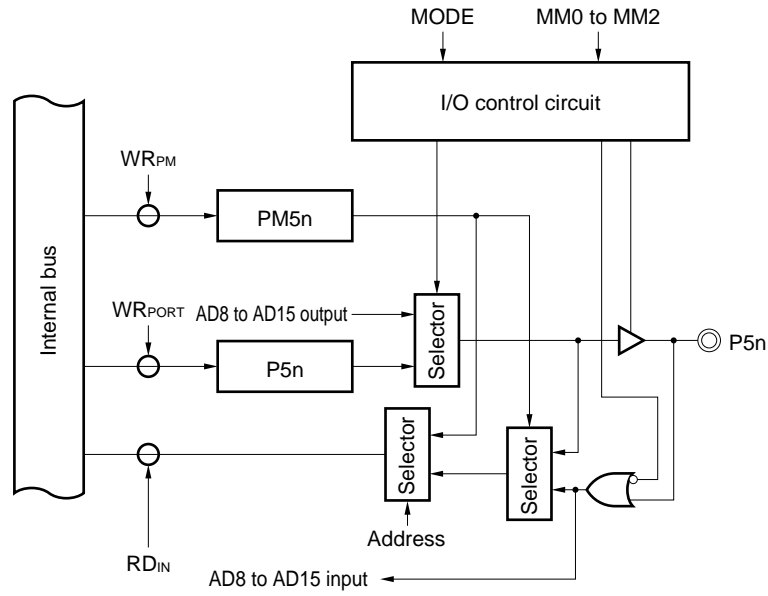 MODE
MM0 to MM2
I/O control circuit
WRPM
PM5n
Internal bus
WRPORT
AD8 to AD15 output
Selector
P5n
P5n
Selector
Selector
Address
RDIN
AD8 to AD15 input